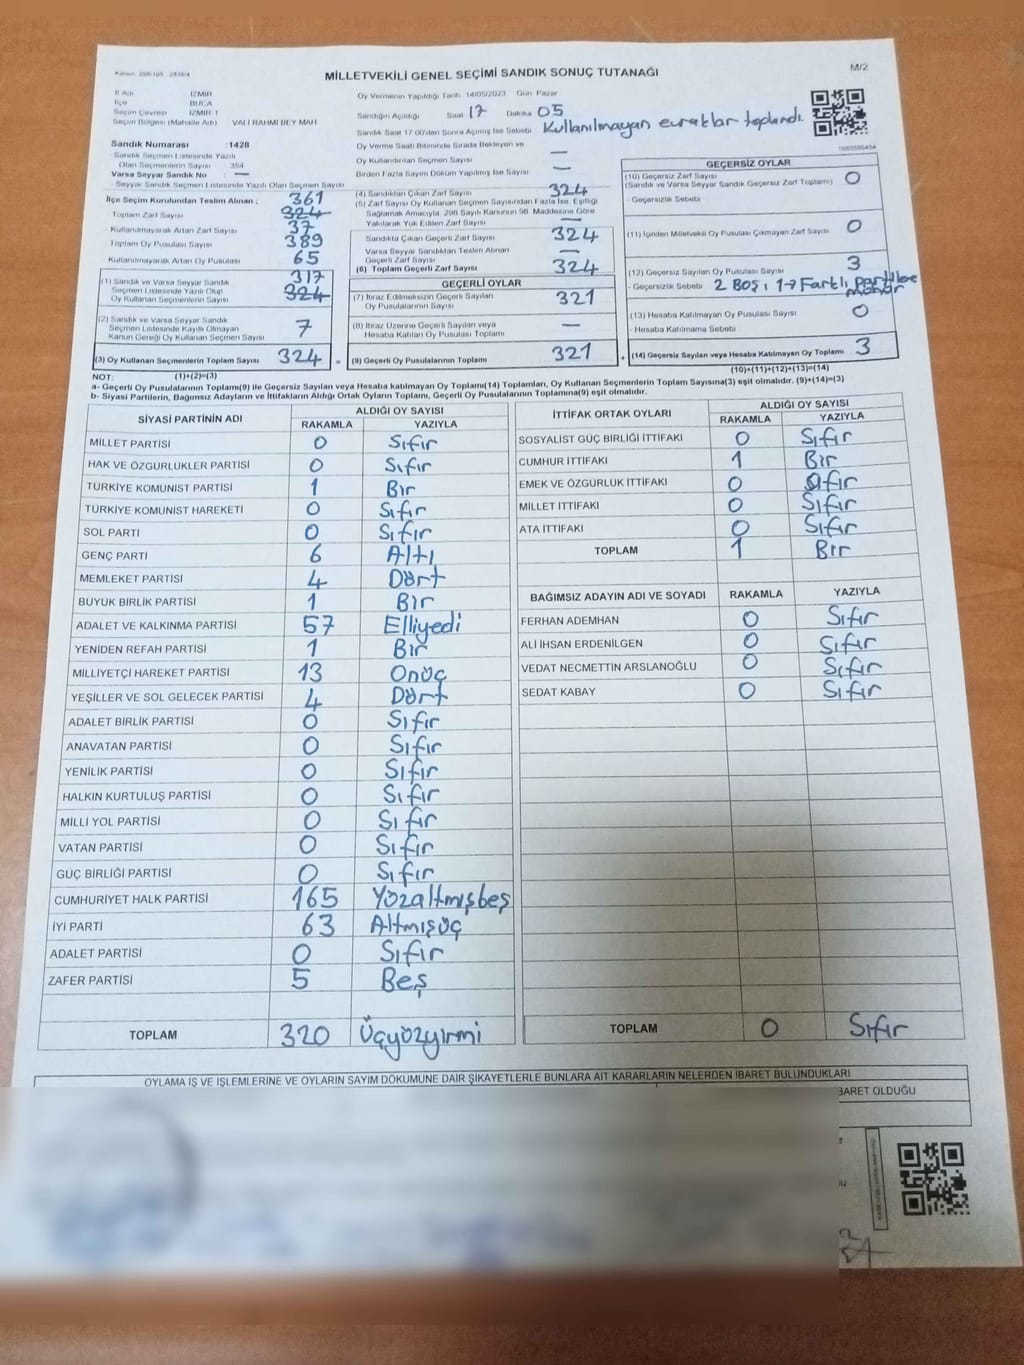 Kanun: 298/105 - 2839/4
MİLLETVEKİLİ GENEL SEÇİMİ SANDIK SONUÇ TUTANAĞI
M/2
İl Adı İZMİR
İlçe BUCA
Seçim Çevresi İZMİR-1
Seçim Bölgesi (Mahalle Adı) VALİ RAHMİ BEY MAH.
Oy Vermenin Yapıldığı Tarih 14/05/2023 Gün Pazar
Sandığın Açıldığı Saat 17 Dakika 05
Sandık Saat 17:00'den Sonra Açılmış İse Sebebi Kullanılmayan evraklar toplandı.
Sandık Numarası : 1428
Sandık Seçmen Listesinde Yazılı
Olan Seçmenlerin Sayısı 354
Varsa Seyyar Sandık No —
Seyyar Sandık Seçmen Listesinde Yazılı Olan Seçmen Sayısı
Oy Verme Saati Bitiminde Sırada Bekleyen ve
Oy Kullandırılan Seçmen Sayısı —
Birden Fazla Sayım Döküm Yapılmış İse Sayısı —
İlçe Seçim Kurulundan Teslim Alınan ; 361
Toplam Zarf Sayısı 324
Kullanılmayarak Artan Zarf Sayısı 37
Toplam Oy Pusulası Sayısı 389
Kullanılmayarak Artan Oy Pusulası 65
(1) Sandık ve Varsa Seyyar Sandık 317
Seçmen Listesinde Yazılı Olup 324
Oy Kullanan Seçmenlerin Sayısı
(2) Sandık ve Varsa Seyyar Sandık
Seçmen Listesinde Kayıtlı Olmayan 7
Kanun Gereği Oy Kullanan Seçmen Sayısı
(3) Oy Kullanan Seçmenlerin Toplam Sayısı 324 =
(4) Sandıktan Çıkan Zarf Sayısı 324
(5) Zarf Sayısı Oy Kullanan Seçmen Sayısından Fazla İse, Eşitliği
Sağlamak Amacıyla, 298 Sayılı Kanunun 98. Maddesine Göre
Yakılarak Yok Edilen Zarf Sayısı —
Sandıkta Çıkan Geçerli Zarf Sayısı 324
Varsa Seyyar Sandıktan Teslim Alınan
Geçerli Zarf Sayısı —
(6) Toplam Geçerli Zarf Sayısı 324
GEÇERLİ OYLAR
(7) İtiraz Edilmeksizin Geçerli Sayılan
Oy Pusulalarının Sayısı 321
(8) İtiraz Üzerine Geçerli Sayılan veya
Hesaba Katılan Oy Pusulası Toplamı —
(9) Geçerli Oy Pusulalarının Toplamı 321 +
GEÇERSİZ OYLAR
(10) Geçersiz Zarf Sayısı 0
(Sandık ve Varsa Seyyar Sandık Geçersiz Zarf Toplamı)
- Geçersizlik Sebebi
(11) İçinden Milletvekili Oy Pusulası Çıkmayan Zarf Sayısı 0
(12) Geçersiz Sayılan Oy Pusulası Sayısı 3
- Geçersizlik Sebebi 2 Boş, 1→ Farklı partilere mühür
(13) Hesaba Katılmayan Oy Pusulası Sayısı 0
- Hesaba Katılmama Sebebi
(14) Geçersiz Sayılan veya Hesaba Katılmayan Oy Toplamı 3
NOT: (1)+(2)=(3) (10)+(11)+(12)+(13)=(14)
a- Geçerli Oy Pusulalarının Toplamı(9) ile Geçersiz Sayılan veya Hesaba katılmayan Oy Toplamı(14) Toplamları, Oy Kullanan Seçmenlerin Toplam Sayısına(3) eşit olmalıdır. (9)+(14)=(3)
b- Siyasi Partilerin, Bağımsız Adayların ve İttifakların Aldığı Ortak Oyların Toplamı, Geçerli Oy Pusulalarının Toplamına(9) eşit olmalıdır.
SİYASİ PARTİNİN ADI ALDIĞI OY SAYISI
RAKAMLA YAZIYLA
MİLLET PARTİSİ 0 Sıfır
HAK VE ÖZGÜRLÜKLER PARTİSİ 0 Sıfır
TÜRKİYE KOMÜNİST PARTİSİ 1 Bir
TÜRKİYE KOMÜNİST HAREKETİ 0 Sıfır
SOL PARTİ 0 Sıfır
GENÇ PARTİ 6 Altı
MEMLEKET PARTİSİ 4 Dört
BÜYÜK BİRLİK PARTİSİ 1 Bir
ADALET VE KALKINMA PARTİSİ 57 Elliyedi
YENİDEN REFAH PARTİSİ 1 Bir
MİLLİYETÇİ HAREKET PARTİSİ 13 Onüç
YEŞİLLER VE SOL GELECEK PARTİSİ 4 Dört
ADALET BİRLİK PARTİSİ 0 Sıfır
ANAVATAN PARTİSİ 0 Sıfır
YENİLİK PARTİSİ 0 Sıfır
HALKIN KURTULUŞ PARTİSİ 0 Sıfır
MİLLİ YOL PARTİSİ 0 Sıfır
VATAN PARTİSİ 0 Sıfır
GÜÇ BİRLİĞİ PARTİSİ 0 Sıfır
CUMHURİYET HALK PARTİSİ 165 Yüzaltmışbeş
İYİ PARTİ 63 Altmışüç
ADALET PARTİSİ 0 Sıfır
ZAFER PARTİSİ 5 Beş
TOPLAM 320 Üçyüzyirmi
İTTİFAK ORTAK OYLARI ALDIĞI OY SAYISI
RAKAMLA YAZIYLA
SOSYALİST GÜÇ BİRLİĞİ İTTİFAKI 0 Sıfır
CUMHUR İTTİFAKI 1 Bir
EMEK VE ÖZGÜRLÜK İTTİFAKI 0 Sıfır
MİLLET İTTİFAKI 0 Sıfır
ATA İTTİFAKI 0 Sıfır
TOPLAM 1 Bir
BAĞIMSIZ ADAYIN ADI VE SOYADI RAKAMLA YAZIYLA
FERHAN ADEMHAN 0 Sıfır
ALİ İHSAN ERDENİLGEN 0 Sıfır
VEDAT NECMETTİN ARSLANOĞLU 0 Sıfır
SEDAT KABAY 0 Sıfır
TOPLAM 0 Sıfır
OYLAMA İŞ VE İŞLEMLERİNE VE OYLARIN SAYIM DÖKÜMÜNE DAİR ŞİKAYETLERLE BUNLARA AİT KARARLARIN NELERDEN İBARET BULUNDUKLARI
BARET OLDUĞU